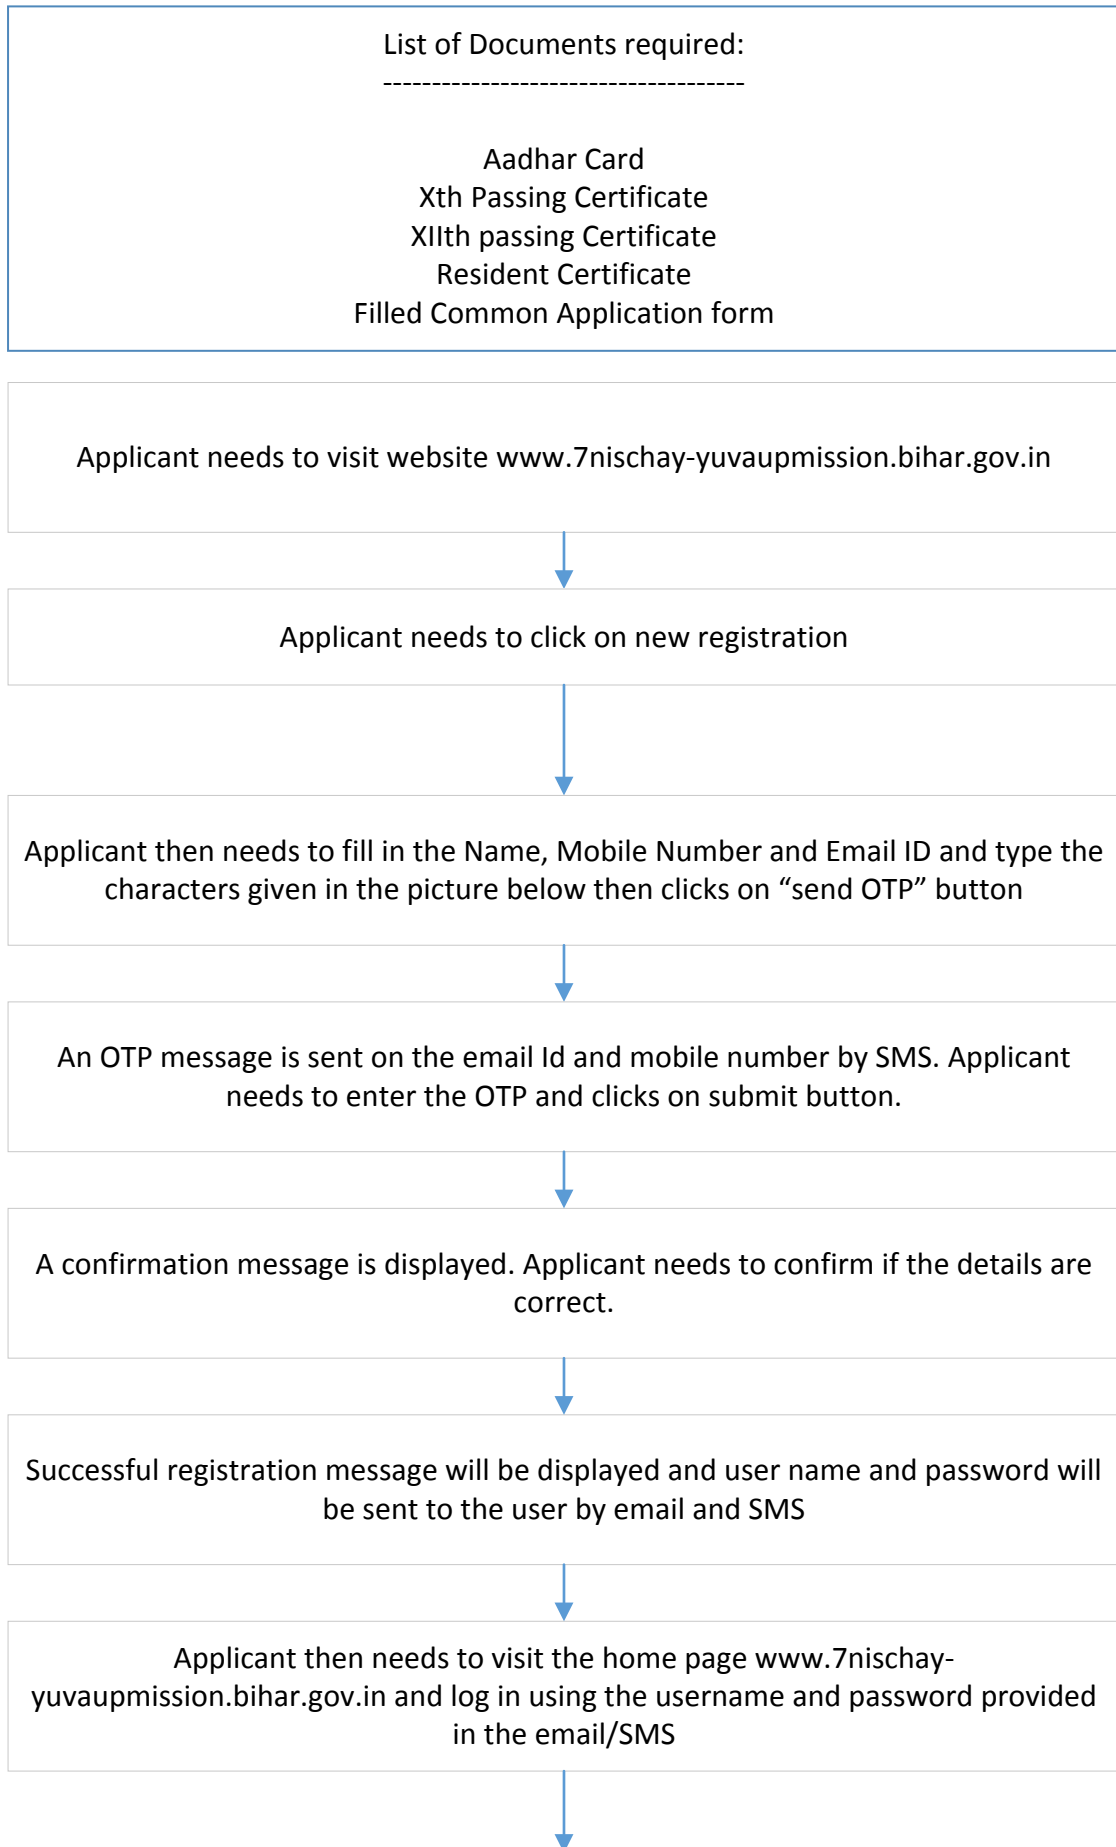 List of Documents required:
-------------------------------------
Aadhar Card
Xth Passing Certificate
XIIth passing Certificate
Resident Certificate
Filled Common Application form
Applicant needs to visit website www.7nischay-yuvaupmission.bihar.gov.in
Applicant needs to click on new registration
Applicant then needs to fill in the Name, Mobile Number and Email ID and type the
characters given in the picture below then clicks on “send OTP” button
An OTP message is sent on the email Id and mobile number by SMS. Applicant
needs to enter the OTP and clicks on submit button.
A confirmation message is displayed. Applicant needs to confirm if the details are
correct.
Successful registration message will be displayed and user name and password will
be sent to the user by email and SMS
Applicant then needs to visit the home page www.7nischay-
yuvaupmission.bihar.gov.in and log in using the username and password provided
in the email/SMS